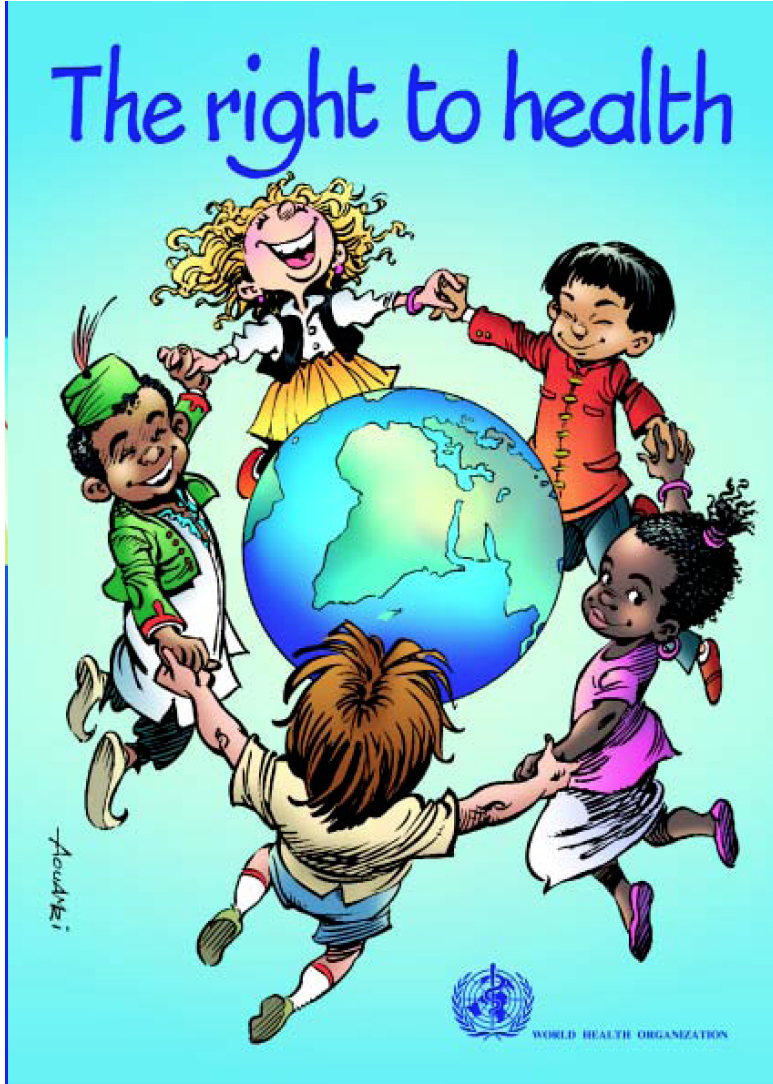 The right to health
AOUAMRI
WORLD HEALTH ORGANIZATION